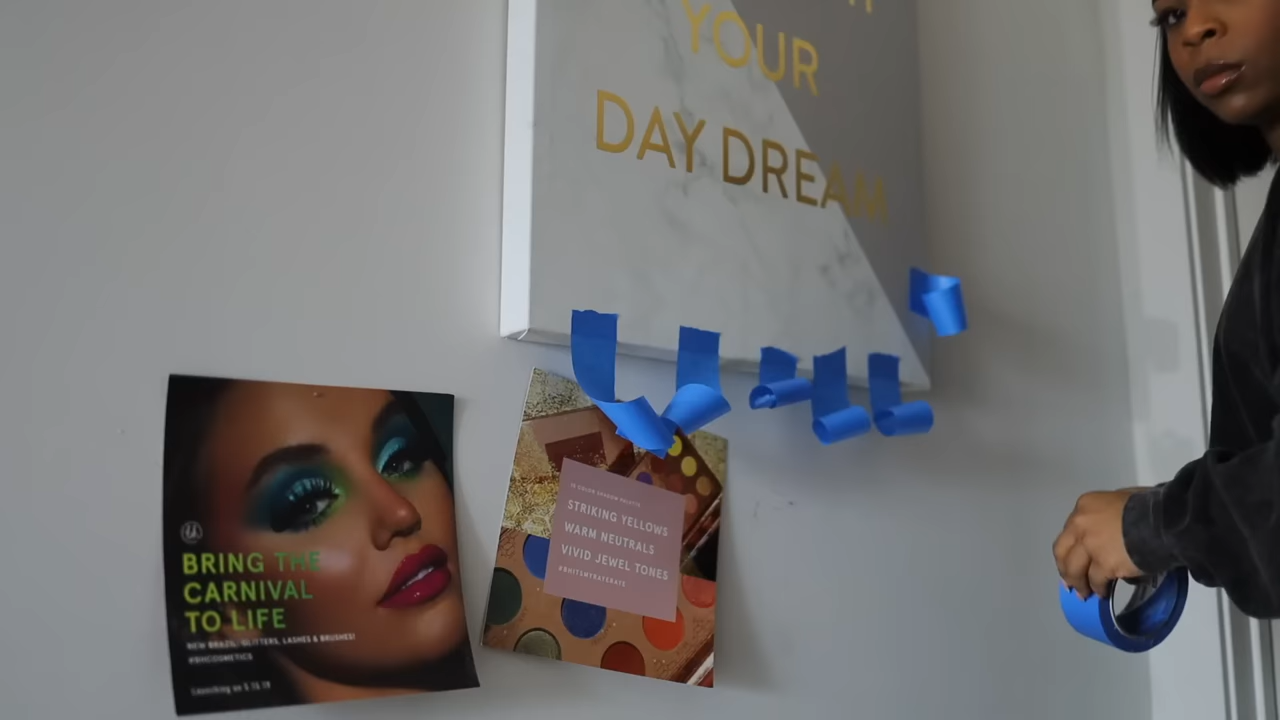 YOUR
DAY DREAM
BRING THE
CARNIVAL
TO LIFE
NEW BRAZIL, GLITTERS, LASHES & BRUSHES!
#BHCOSMETICS
STRIKING YELLOWS
WARM NEUTRALS
VIVID JEWEL TONES